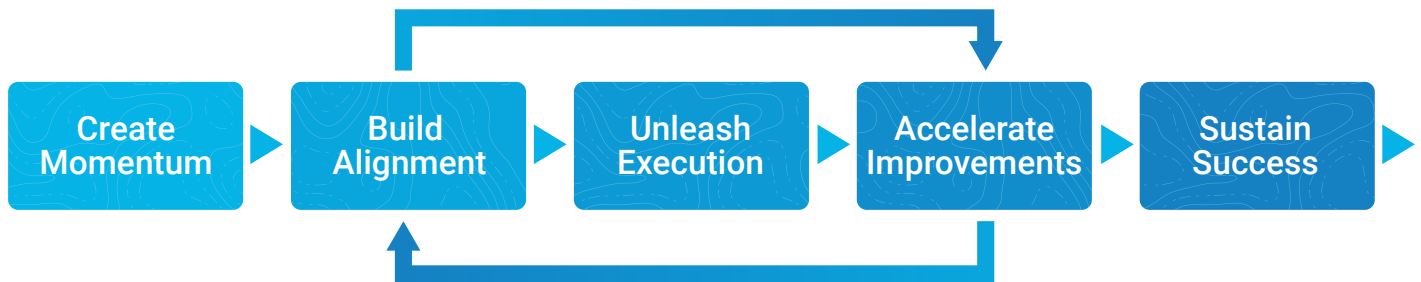 Create
Momentum
Build
Alignment
Unleash
Execution
Accelerate
Improvements
Sustain
Success